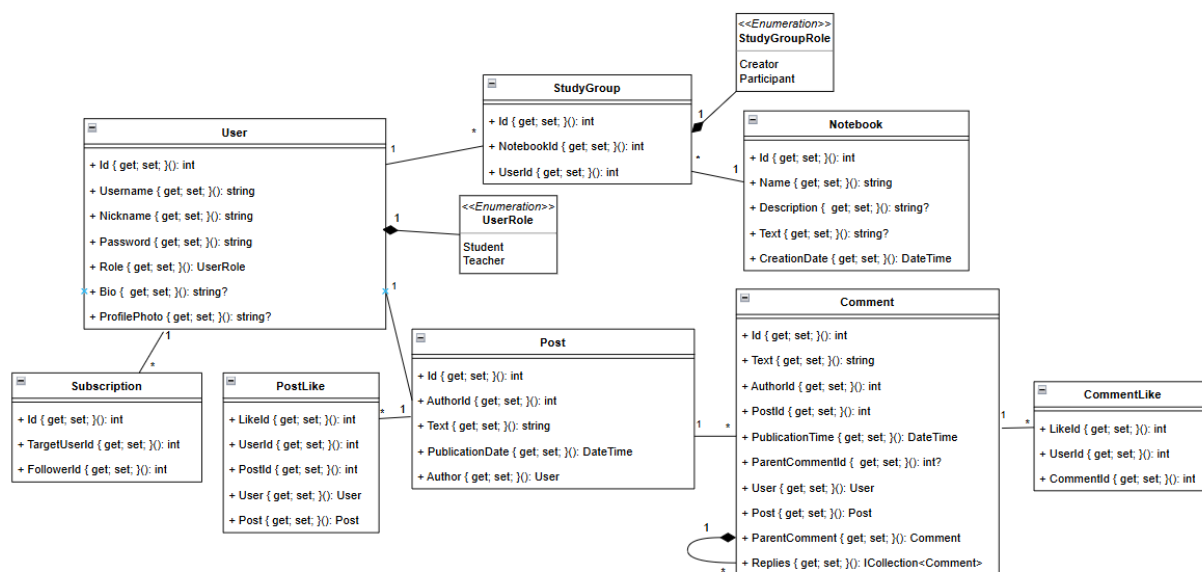 <<Enumeration>>
StudyGroupRole
Creator
Participant
StudyGroup
+ Id { get; set; }(): int
+ NotebookId { get; set; }(): int
+ UserId { get; set; }(): int
1
*
*
1
Notebook
+ Id { get; set; }(): int
+ Name { get; set; }(): string
+ Description {  get; set; }(): string?
+ Text { get; set; }(): string?
+ CreationDate { get; set; }(): DateTime
User
+ Id { get; set; }(): int
+ Username { get; set; }(): string
+ Nickname { get; set; }(): string
+ Password { get; set; }(): string
+ Role { get; set; }(): UserRole
+ Bio {  get; set; }(): string?
+ ProfilePhoto { get; set; }(): string?
1
1
1
1
*
<<Enumeration>>
UserRole
Student
Teacher
Subscription
+ Id { get; set; }(): int
+ TargetUserId { get; set; }(): int
+ FollowerId { get; set; }(): int
PostLike
+ LikeId { get; set; }(): int
+ UserId { get; set; }(): int
+ PostId { get; set; }(): int
+ User { get; set; }(): User
+ Post { get; set; }(): Post
*
1
Post
+ Id { get; set; }(): int
+ AuthorId { get; set; }(): int
+ Text { get; set; }(): string
+ PublicationDate { get; set; }(): DateTime
+ Author { get; set; }(): User
1
*
Comment
+ Id { get; set; }(): int
+ Text { get; set; }(): string
+ AuthorId { get; set; }(): int
+ PostId { get; set; }(): int
+ PublicationTime { get; set; }(): DateTime
+ ParentCommentId {  get; set; }(): int?
+ User { get; set; }(): User
+ Post { get; set; }(): Post
+ ParentComment { get; set; }(): Comment
+ Replies { get; set; }(): ICollection<Comment>
1
*
1
*
CommentLike
+ LikeId { get; set; }(): int
+ UserId { get; set; }(): int
+ CommentId { get; set; }(): int